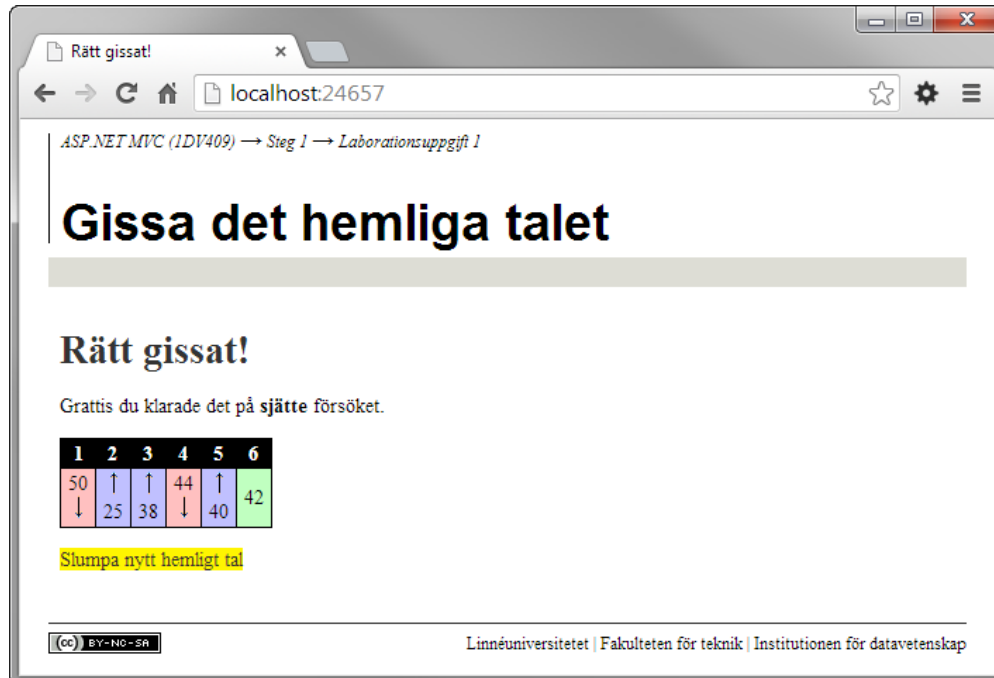 Rätt gissat!
localhost:24657
ASP.NET MVC (1DV409) → Steg 1 → Laborationsuppgift 1
Gissa det hemliga talet
Rätt gissat!
Grattis du klarade det på sjätte försöket.
1 2 3 4 5 6
50 ↑ ↑ 44 ↑ 42
↓ 25 38 ↓ 40
Slumpa nytt hemligt tal
(cc) BY-NC-SA Linnéuniversitetet | Fakulteten för teknik | Institutionen för datavetenskap